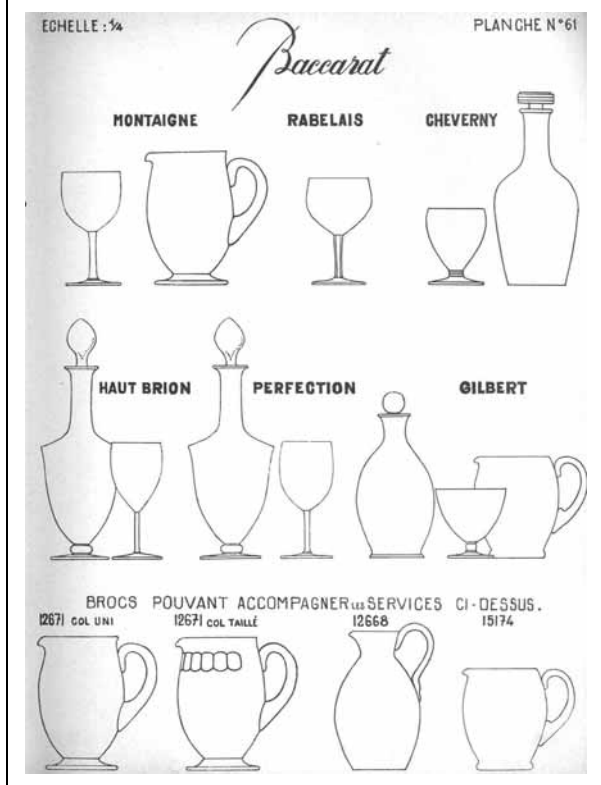 ECHELLE : ¼ PLANCHE N°61
Baccarat
MONTAIGNE RABELAIS CHEVERNY
HAUT BRION PERFECTION GILBERT
BROCS POUVANT ACCOMPAGNER LES SERVICES CI-DESSUS.
12671 COL UNI 12671 COL TAILLÉ 12668 15174